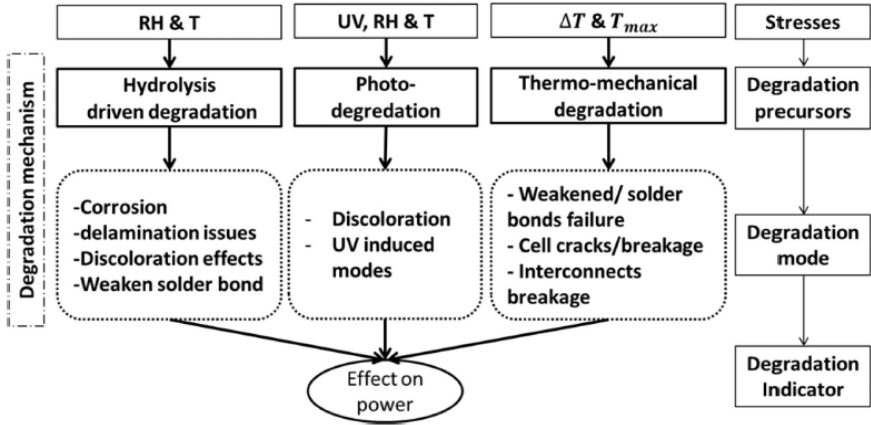 RH & T
UV, RH & T
ΔT & Tmax
Stresses
Degradation mechanism
Hydrolysis
driven degradation
Photo-
degredation
Thermo-mechanical
degradation
Degradation
precursors
-Corrosion
-delamination issues
-Discoloration effects
-Weaken solder bond
- Discoloration
- UV induced
modes
- Weakened/ solder
bonds failure
- Cell cracks/breakage
- Interconnects
breakage
Degradation
mode
Effect on
power
Degradation
Indicator